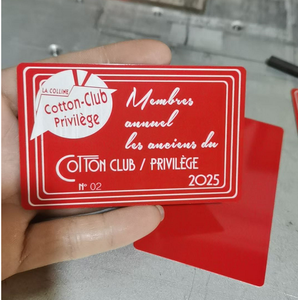 LA COLLINE
Cotton-Club
Privilège
Membres
annuel
les anciens du
COTTON CLUB / PRIVILÈGE
N° 02
2025